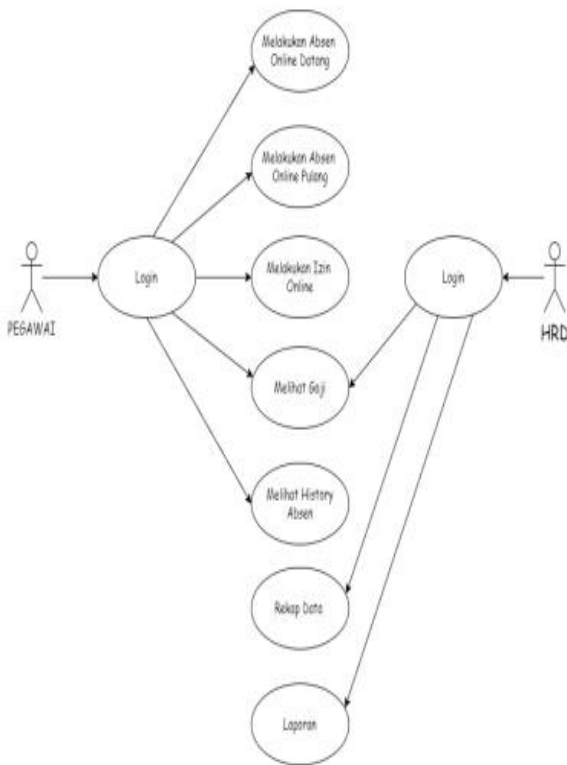 Melakukan Absen
Online Datang
Melakukan Absen
Online Pulang
Login
Melakukan Izin
Online
Login
PEGAWAI
HRD
Melihat Gaji
Melihat History
Absen
Rekap Data
Laporan